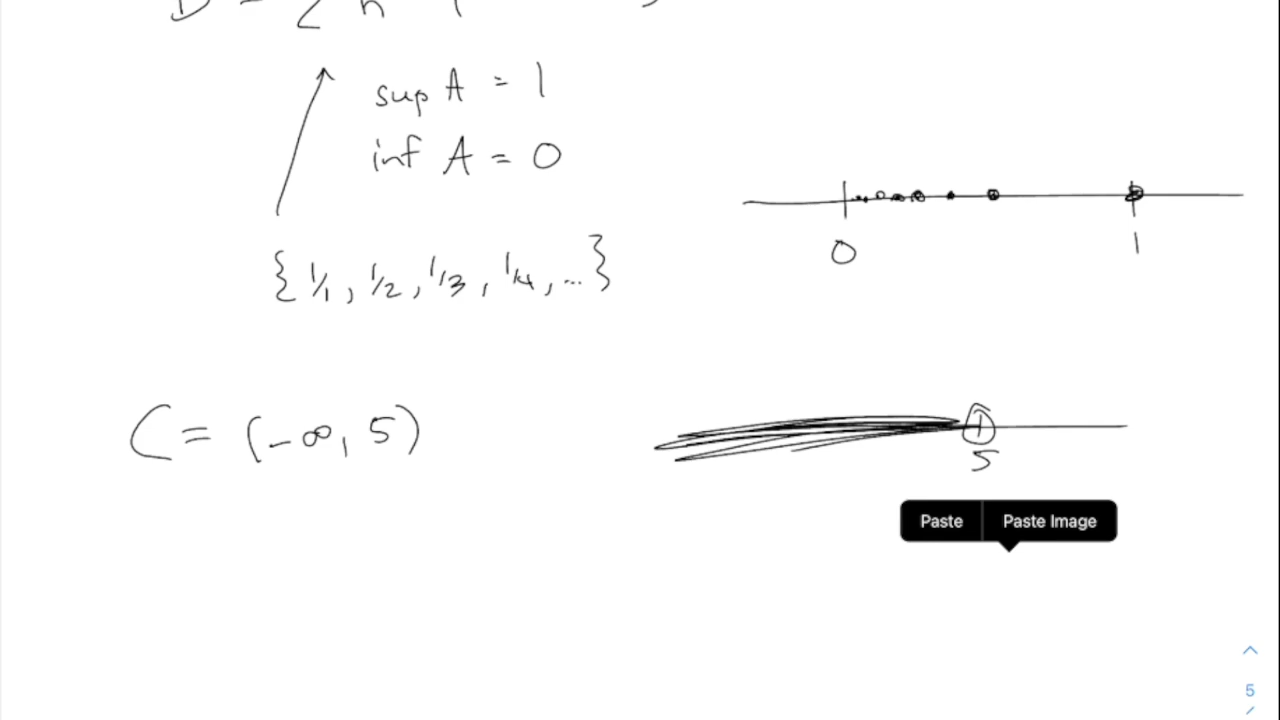 sup A = 1
inf A = 0
0 1
{ 1/1, 1/2, 1/3, 1/4, ... }
C = (-∞, 5)
5
Paste Paste Image
5